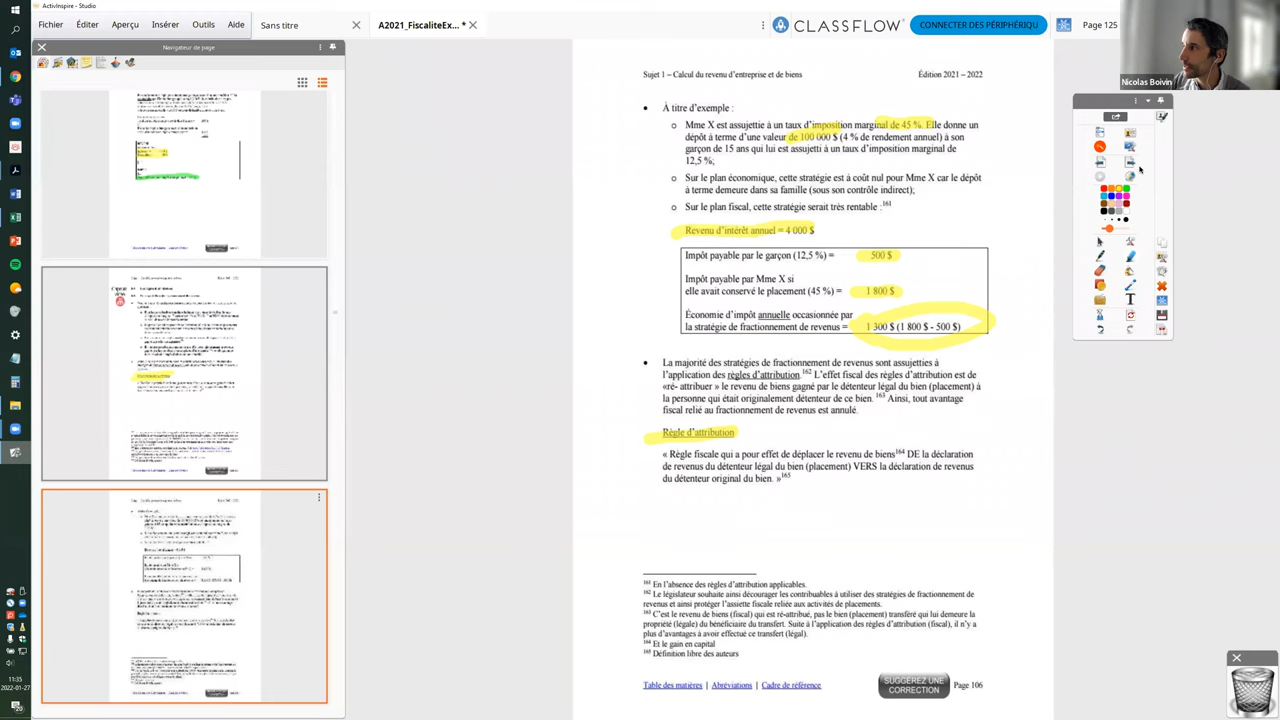 ActivInspire - Studio
Fichier Éditer Aperçu Insérer Outils Aide
Sans titre
A2021_FiscaliteEx... *
CLASSFLOW
CONNECTER DES PÉRIPHÉRIQU
Page 125
Navigateur de page
Nicolas Boivin
Sujet 1 – Calcul du revenu d'entreprise et de biens
Édition 2021 – 2022
• À titre d'exemple :
o Mme X est assujettie à un taux d'imposition marginal de 45 %. Elle donne un
dépôt à terme d'une valeur de 100 000 $ (4 % de rendement annuel) à son
garçon de 15 ans qui lui est assujetti à un taux d'imposition marginal de
12,5 %;
o Sur le plan économique, cette stratégie est à coût nul pour Mme X car le dépôt
à terme demeure dans sa famille (sous son contrôle indirect);
o Sur le plan fiscal, cette stratégie serait très rentable :161
Revenu d'intérêt annuel = 4 000 $
Impôt payable par le garçon (12,5 %) = 500 $
Impôt payable par Mme X si
elle avait conservé le placement (45 %) = 1 800 $
Économie d'impôt annuelle occasionnée par
la stratégie de fractionnement de revenus = 1 300 $ (1 800 $ - 500 $)
• La majorité des stratégies de fractionnement de revenus sont assujetties à
l'application des règles d'attribution.162 L'effet fiscal des règles d'attribution est de
«ré- attribuer » le revenu de biens gagné par le détenteur légal du bien (placement) à
la personne qui était originalement détenteur de ce bien. 163 Ainsi, tout avantage
fiscal relié au fractionnement de revenus est annulé.
Règle d'attribution
« Règle fiscale qui a pour effet de déplacer le revenu de biens164 DE la déclaration
de revenus du détenteur légal du bien (placement) VERS la déclaration de revenus
du détenteur original du bien. »165
161 En l'absence des règles d'attribution applicables.
162 Le législateur souhaite ainsi décourager les contribuables à utiliser des stratégies de fractionnement de
revenus et ainsi protéger l'assiette fiscale reliée aux activités de placements.
163 C'est le revenu de biens (fiscal) qui est ré-attribué, pas le bien (placement) transféré qui lui demeure la
propriété (légale) du bénéficiaire du transfert. Suite à l'application des règles d'attribution (fiscal), il n'y a
plus d'avantages à avoir effectué ce transfert (légal).
164 Et le gain en capital
165 Définition libre des auteurs
Table des matières | Abréviations | Cadre de référence
SUGGÉREZ UNE
CORRECTION
Page 106